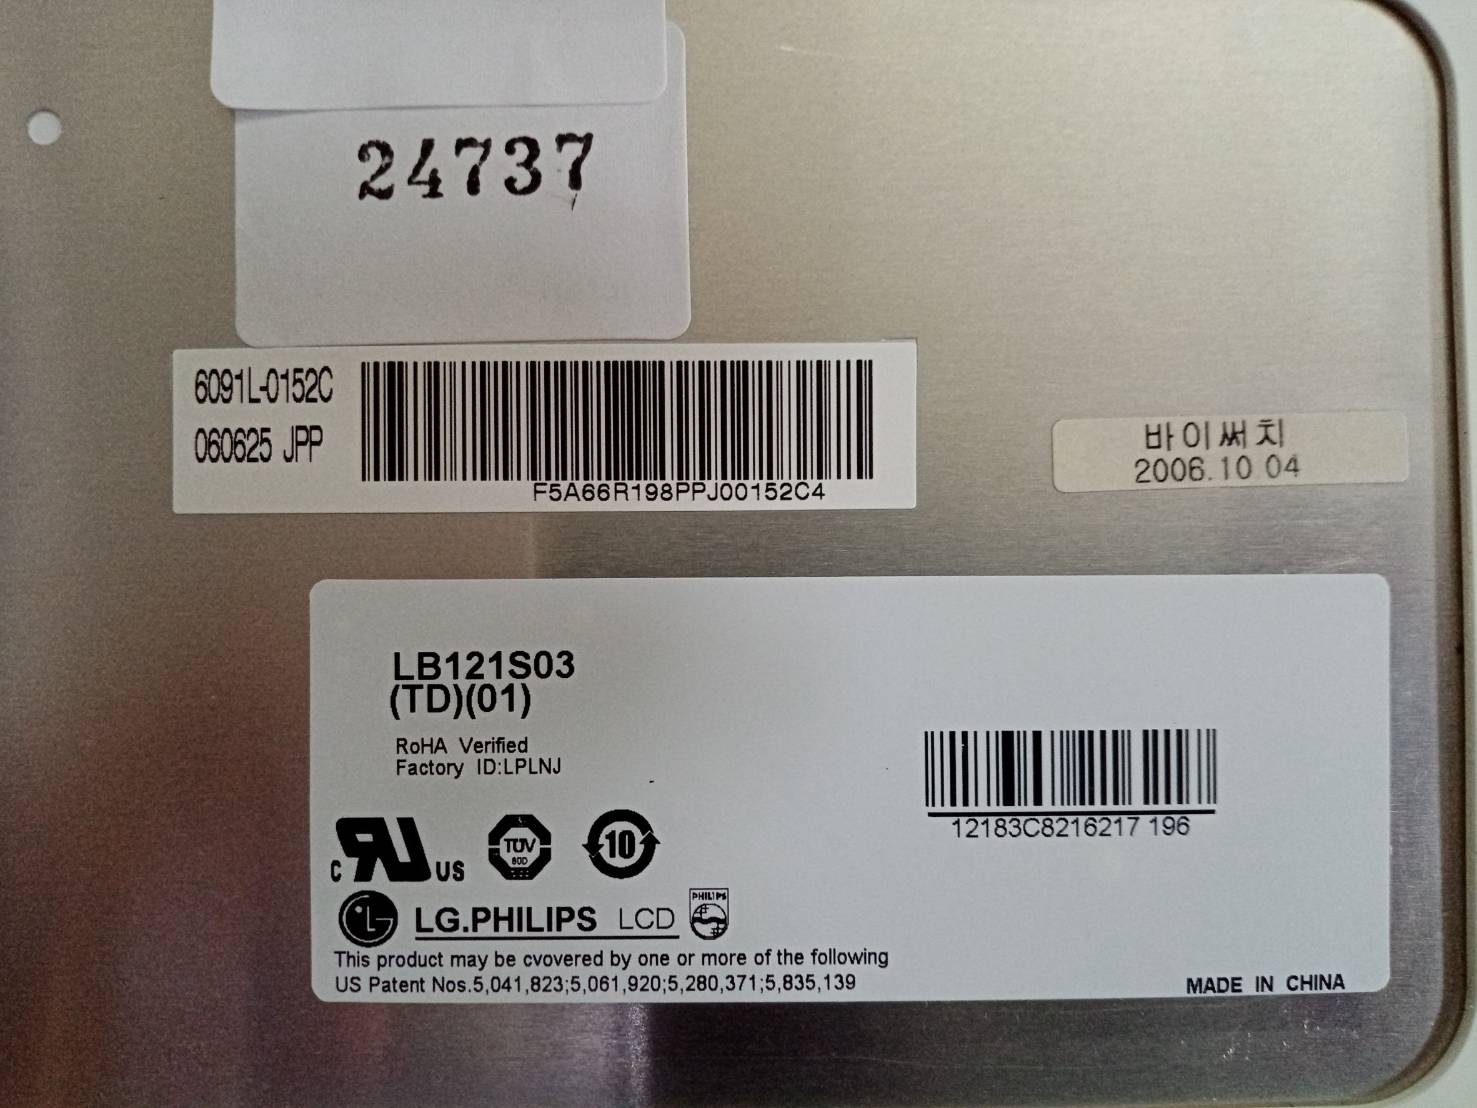 24737
6091L-0152C
060625 JPP
F5A66R198PPJ00152C4
바이써치
2006.10 04
LB121S03
(TD)(01)
RoHA Verified
Factory ID:LPLNJ
12183C8216217 196
c RU US
TUV
10
LG.PHILIPS LCD
PHILIPS
This product may be cvovered by one or more of the following
US Patent Nos.5,041,823;5,061,920;5,280,371;5,835,139
MADE IN CHINA